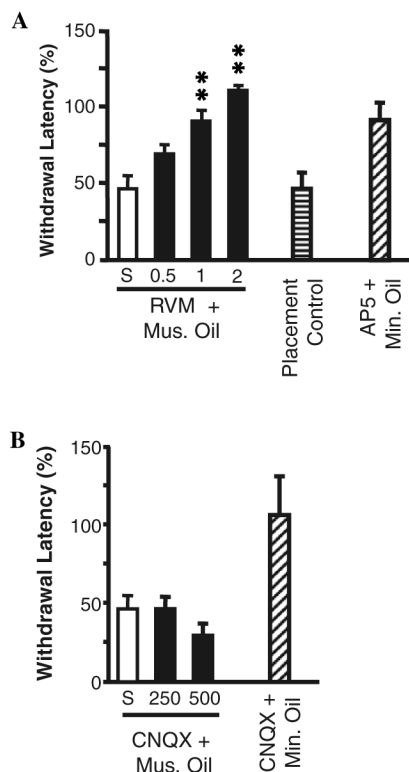 A
Withdrawal Latency (%)
150
100
50
0
**
**
S 0.5 1 2
RVM +
Mus. Oil
Placement
Control
AP5 +
Min. Oil
B
Withdrawal Latency (%)
150
100
50
0
S 250 500
CNQX +
Mus. Oil
CNQX +
Min. Oil